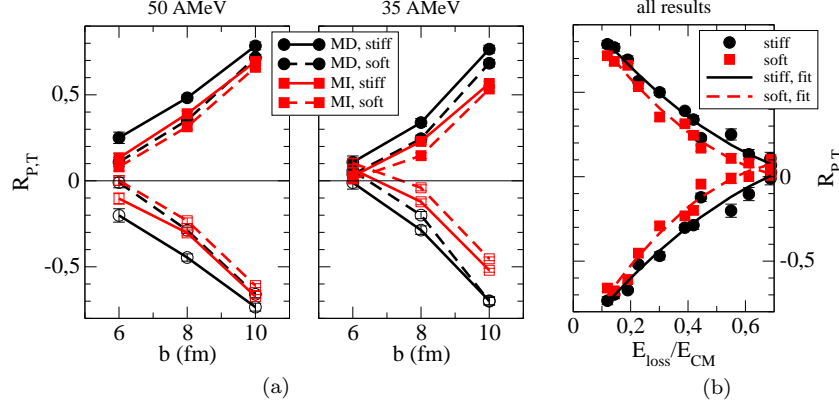 50 AMeV
35 AMeV
all results
R_{P,T}
0,5
0
-0,5
MD, stiff
MD, soft
MI, stiff
MI, soft
stiff
soft
stiff, fit
soft, fit
0,5
0
-0,5
R_{P,T}
6 8 10
b (fm)
6 8 10
b (fm)
0 0,2 0,4 0,6
E_{loss}/E_{CM}
(a)
(b)